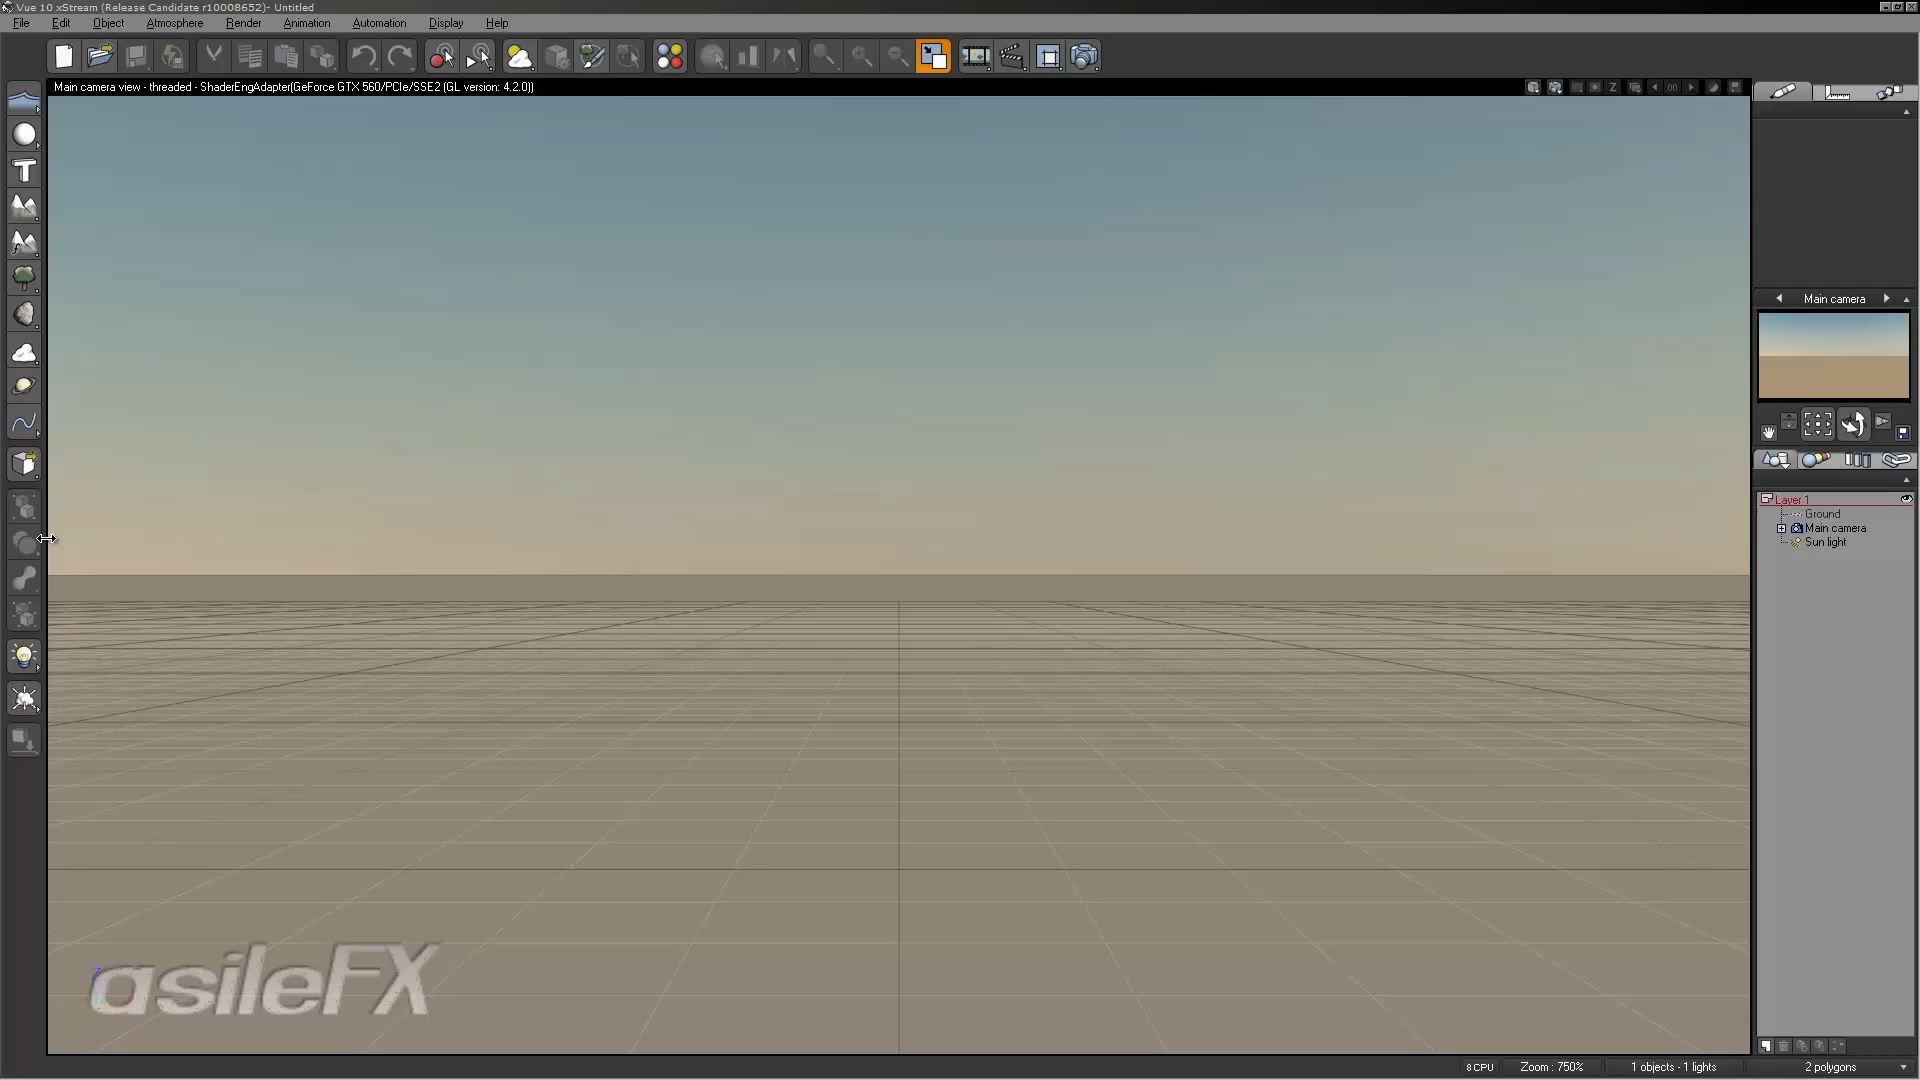 Vue 10 xStream (Release Candidate r10008652)- Untitled
File Edit Object Atmosphere Render Animation Automation Display Help
Main camera view - threaded - ShaderEngAdapter(GeForce GTX 560/PCIe/SSE2 (GL version: 4.2.0))
Main camera
Layer 1
Ground
Main camera
Sun light
asileFX
8 CPU Zoom : 750% 1 objects - 1 lights 2 polygons